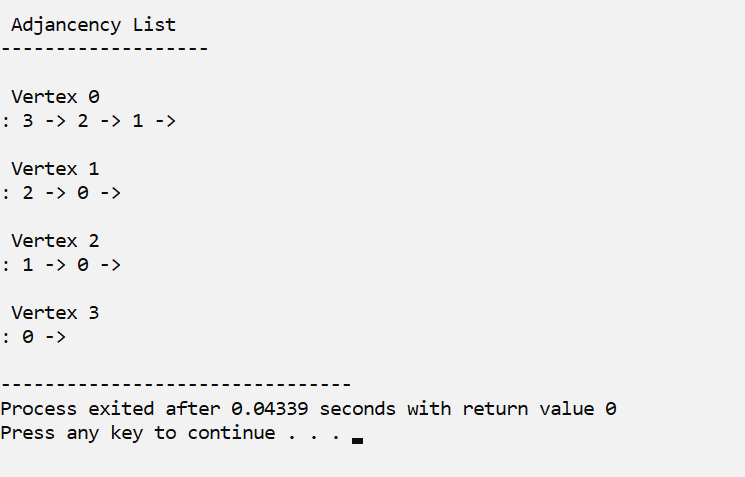 Adjancency List
-------------------
Vertex 0
: 3 -> 2 -> 1 ->
Vertex 1
: 2 -> 0 ->
Vertex 2
: 1 -> 0 ->
Vertex 3
: 0 ->
--------------------------------
Process exited after 0.04339 seconds with return value 0
Press any key to continue . . .